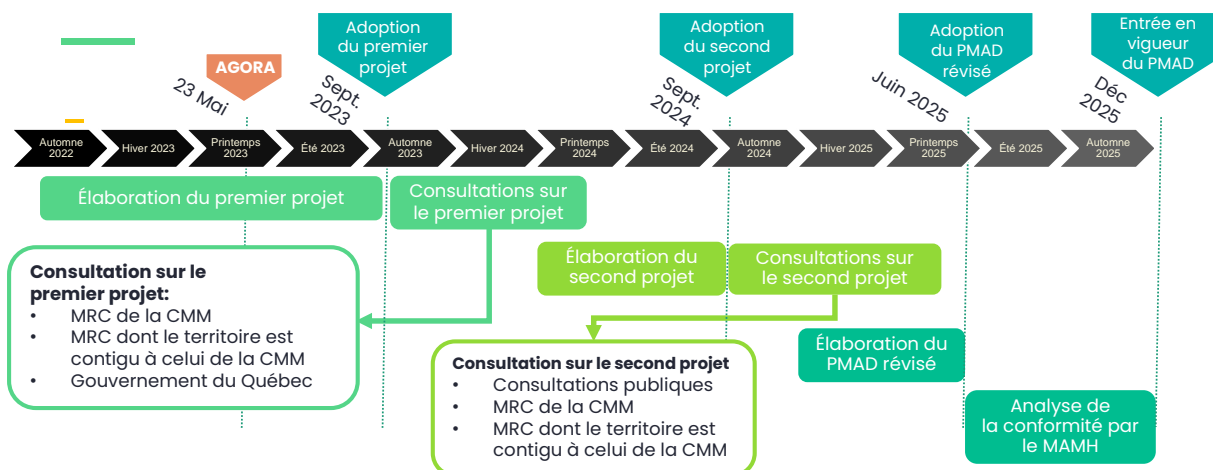 Adoption
du premier
projet
Adoption
du second
projet
Adoption
du PMAD
révisé
Entrée en
vigueur
du PMAD
AGORA
23 Mai
Sept.
2023
Sept.
2024
Juin 2025
Déc
2025
Automne
2022
Hiver 2023
Printemps
2023
Été 2023
Automne
2023
Hiver 2024
Printemps
2024
Été 2024
Automne
2024
Hiver 2025
Printemps
2025
Été 2025
Automne
2025
Élaboration du premier projet
Consultations sur
le premier projet
Élaboration du
second projet
Consultations sur
le second projet
Consultation sur le
premier projet:
• MRC de la CMM
• MRC dont le territoire est
contigu à celui de la CMM
• Gouvernement du Québec
Élaboration du
PMAD révisé
Consultation sur le second projet
• Consultations publiques
• MRC de la CMM
• MRC dont le territoire est
contigu à celui de la CMM
Analyse de
la conformité par
le MAMH